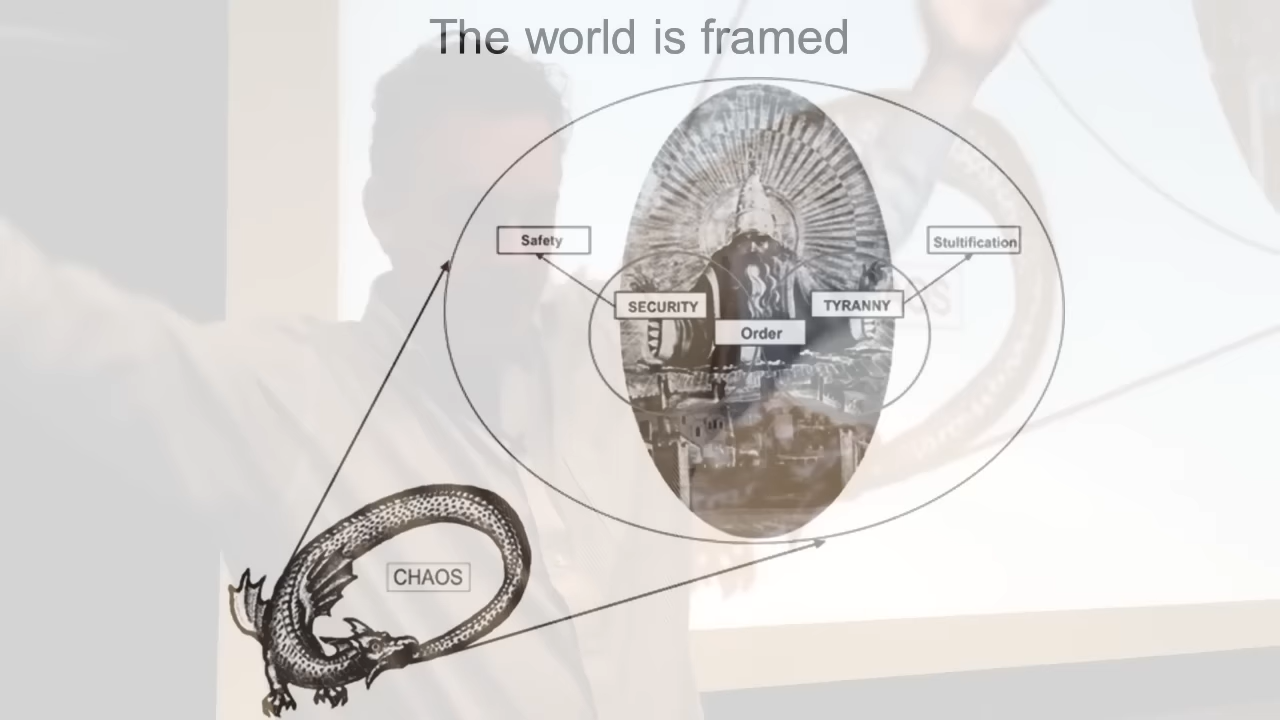 The world is framed
Safety
Stultification
SECURITY
TYRANNY
Order
CHAOS